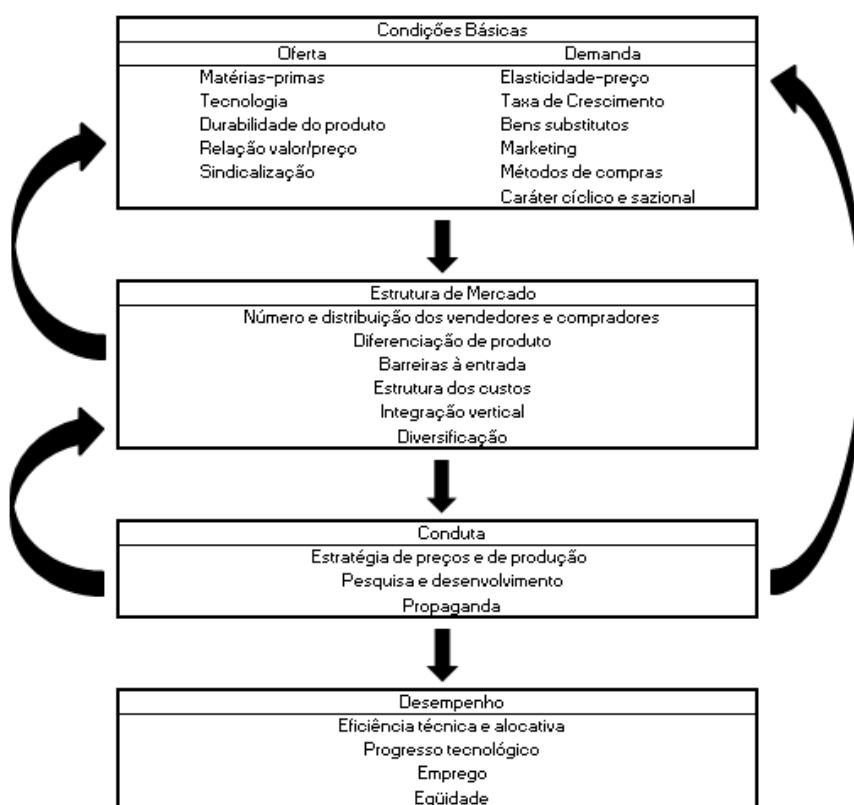 Condições Básicas
Oferta Demanda
Matérias-primas Elasticidade-preço
Tecnologia Taxa de Crescimento
Durabilidade do produto Bens substitutos
Relação valor/preço Marketing
Sindicalização Métodos de compras
Caráter cíclico e sazional
Estrutura de Mercado
Número e distribuição dos vendedores e compradores
Diferenciação de produto
Barreiras à entrada
Estrutura dos custos
Integração vertical
Diversificação
Conduta
Estratégia de preços e de produção
Pesquisa e desenvolvimento
Propaganda
Desempenho
Eficiência técnica e alocativa
Progresso tecnológico
Emprego
Eqüidade